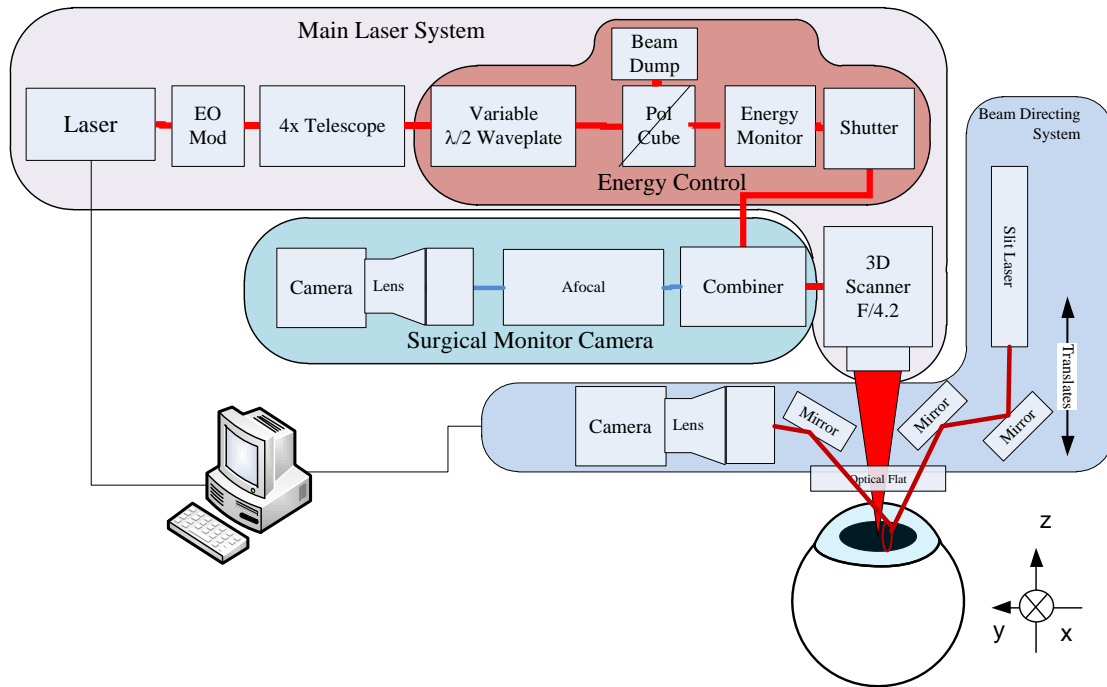 Main Laser System
Beam
Dump
Laser
EO
Mod
4x Telescope
Variable
λ/2 Waveplate
Pol
Cube
Energy
Monitor
Shutter
Energy Control
Beam Directing
System
Slit Laser
Camera
Lens
Afocal
Combiner
3D
Scanner
F/4.2
Surgical Monitor Camera
Translates
Camera
Lens
Mirror
Mirror
Mirror
Optical Flat
z
y
x